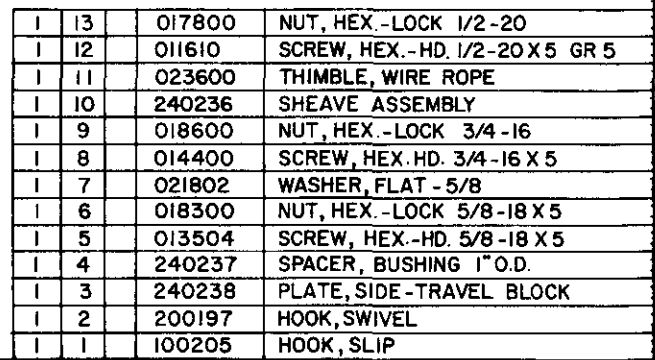 1 13 017800 NUT, HEX.-LOCK 1/2-20
1 12 011610 SCREW, HEX.-HD. 1/2-20X5 GR 5
1 11 023600 THIMBLE, WIRE ROPE
1 10 240236 SHEAVE ASSEMBLY
1 9 018600 NUT, HEX.-LOCK 3/4-16
1 8 014400 SCREW, HEX. HD. 3/4-16 X 5
1 7 021802 WASHER, FLAT - 5/8
1 6 018300 NUT, HEX.-LOCK 5/8-18 X 5
1 5 013504 SCREW, HEX.-HD. 5/8-18 X 5
1 4 240237 SPACER, BUSHING 1" O.D.
1 3 240238 PLATE, SIDE-TRAVEL BLOCK
1 2 200197 HOOK, SWIVEL
1 1 100205 HOOK, SLIP